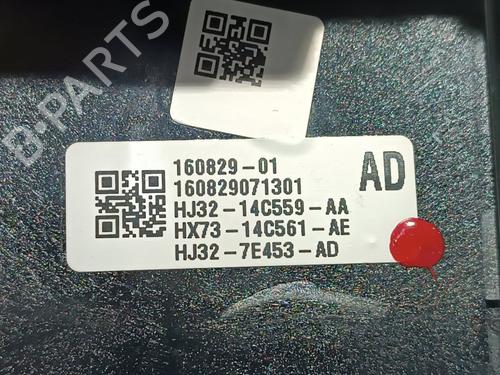 B-PARTS
160829-01
160829071301
HJ32-14C559-AA
HX73-14C561-AE
HJ32-7E453-AD
AD